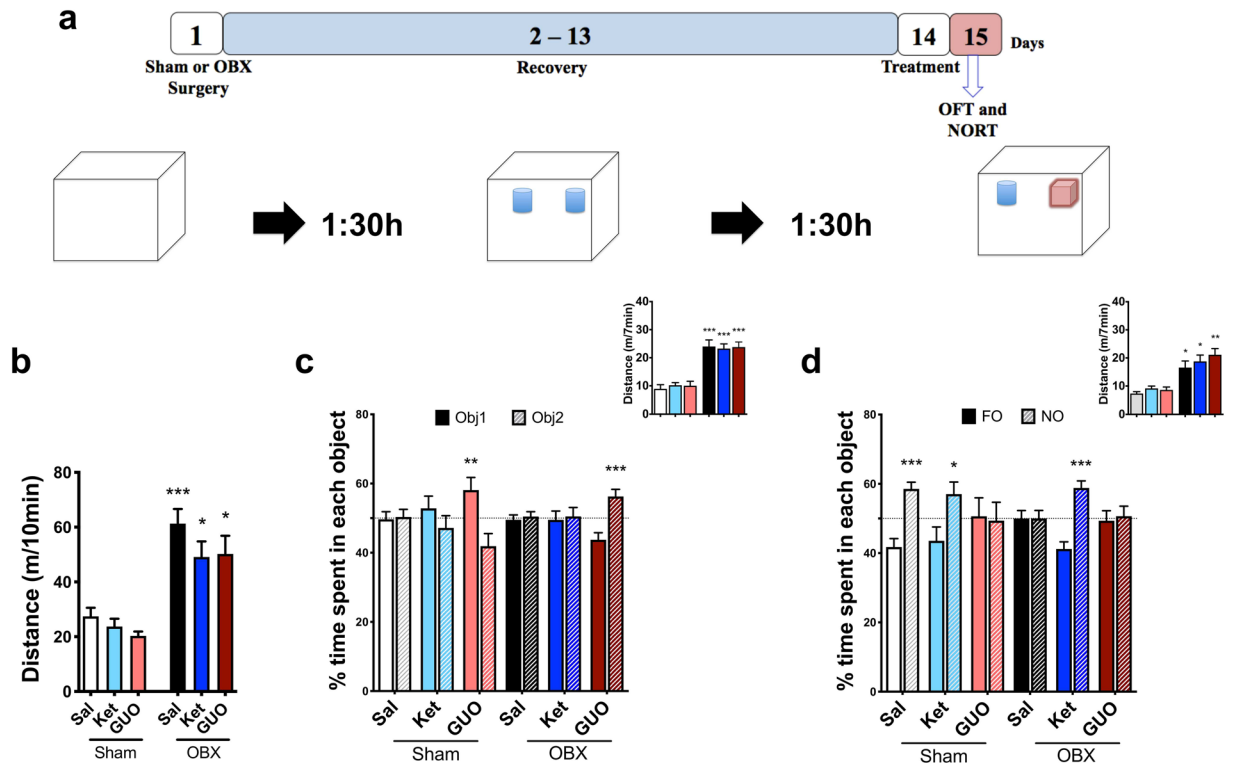 a
1
2 – 13
14
15
Days
Sham or OBX
Surgery
Recovery
Treatment
OFT and
NORT
1:30h
1:30h
b
Distance (m/10min)
80
60
40
20
0
***
*
*
Sal
Ket
GUO
Sal
Ket
GUO
Sham
OBX
c
Distance (m/7min)
40
30
20
10
0
***
***
***
% time spent in each object
80
60
40
20
0
Obj1
Obj2
**
***
Sal
Ket
GUO
Sal
Ket
GUO
Sham
OBX
d
Distance (m/7min)
40
30
20
10
0
*
*
**
% time spent in each object
80
60
40
20
0
FO
NO
***
*
***
Sal
Ket
GUO
Sal
Ket
GUO
Sham
OBX